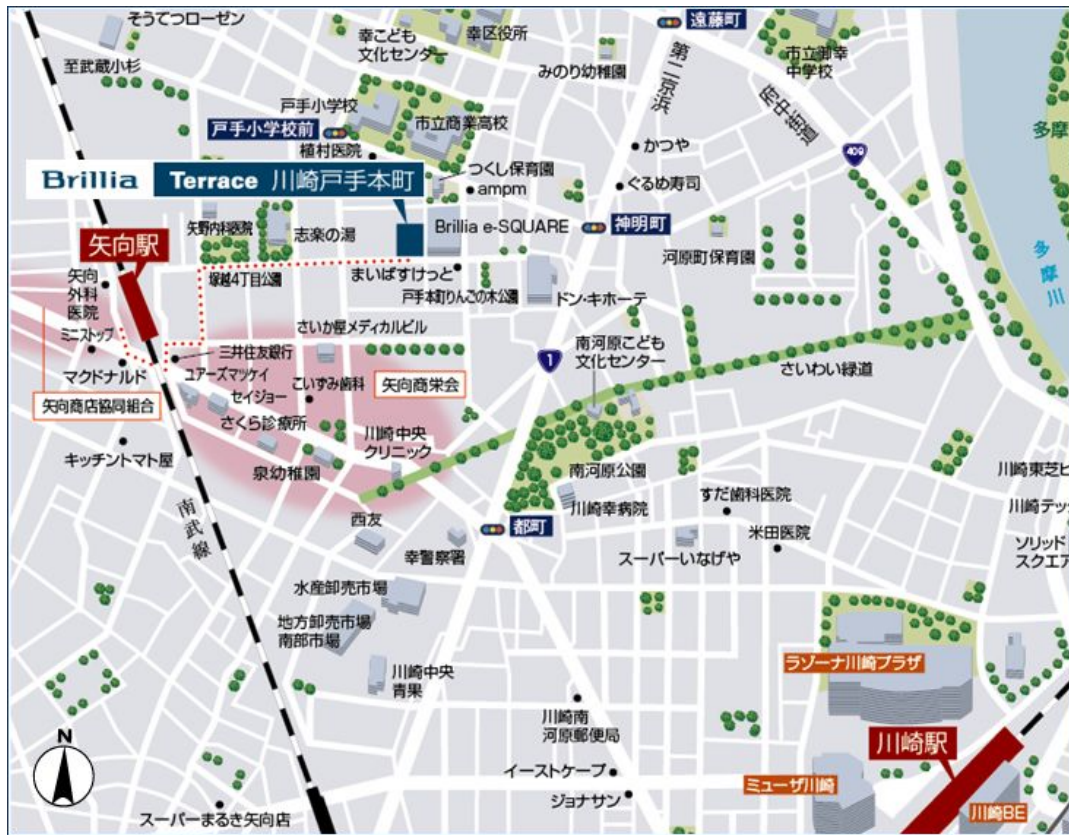 そうてつローゼン
至武蔵小杉
幸こども
文化センター
幸区役所
みのり幼稚園
遠藤町
市立御幸
中学校
第二京浜
府中街道
409
多摩
多摩川
戸手小学校
市立商業高校
戸手小学校前
植村医院
つくし保育園
ampm
かつや
ぐるめ寿司
Brillia Terrace 川崎戸手本町
矢野内科医院
志楽の湯
Brillia e-SQUARE
神明町
河原町保育園
矢向駅
矢向
外科
医院
塚越4丁目公園
まいばすけっと
戸手本町りんごの木公園
ドン・キホーテ
ミニストップ
マクドナルド
三井住友銀行
ユアーズマッケイ
セイジョー
さいか屋メディカルビル
こいずみ歯科
矢向商栄会
1
南河原こども
文化センター
さいわい緑道
矢向商店協同組合
さくら診療所
川崎中央
クリニック
キッチントマト屋
泉幼稚園
南河原公園
川崎幸病院
すだ歯科医院
米田医院
川崎東芝ビ
川崎テッ
ソリッド
スクエア
南武線
西友
都町
幸警察署
スーパーいなげや
水産卸売市場
地方卸売市場
南部市場
川崎中央
青果
ラゾーナ川崎プラザ
川崎南
河原郵便局
川崎駅
N
イーストケープ
ジョナサン
ミューザ川崎
川崎BE
スーパーまるき矢向店